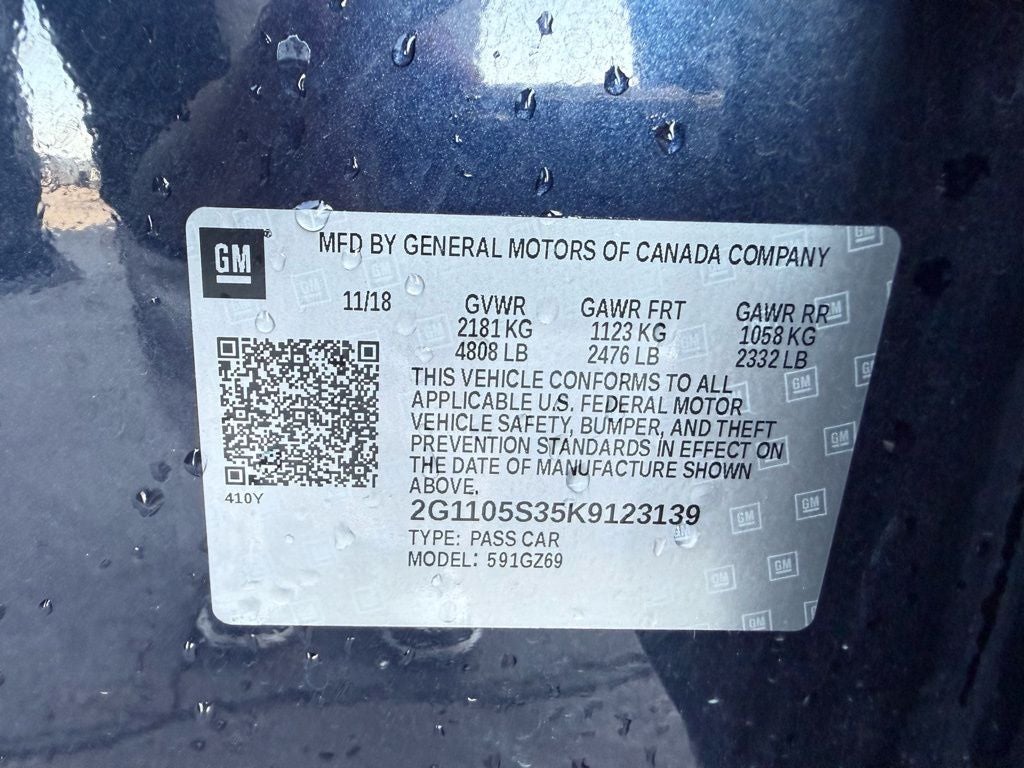 GM
MFD BY GENERAL MOTORS OF CANADA COMPANY
11/18 GVWR GAWR FRT GAWR RR
2181 KG 1123 KG 1058 KG
4808 LB 2476 LB 2332 LB
THIS VEHICLE CONFORMS TO ALL
APPLICABLE U.S. FEDERAL MOTOR
VEHICLE SAFETY, BUMPER, AND THEFT
PREVENTION STANDARDS IN EFFECT ON
THE DATE OF MANUFACTURE SHOWN
ABOVE.
410Y
2G1105S35K9123139
TYPE: PASS CAR
MODEL: 591GZ69